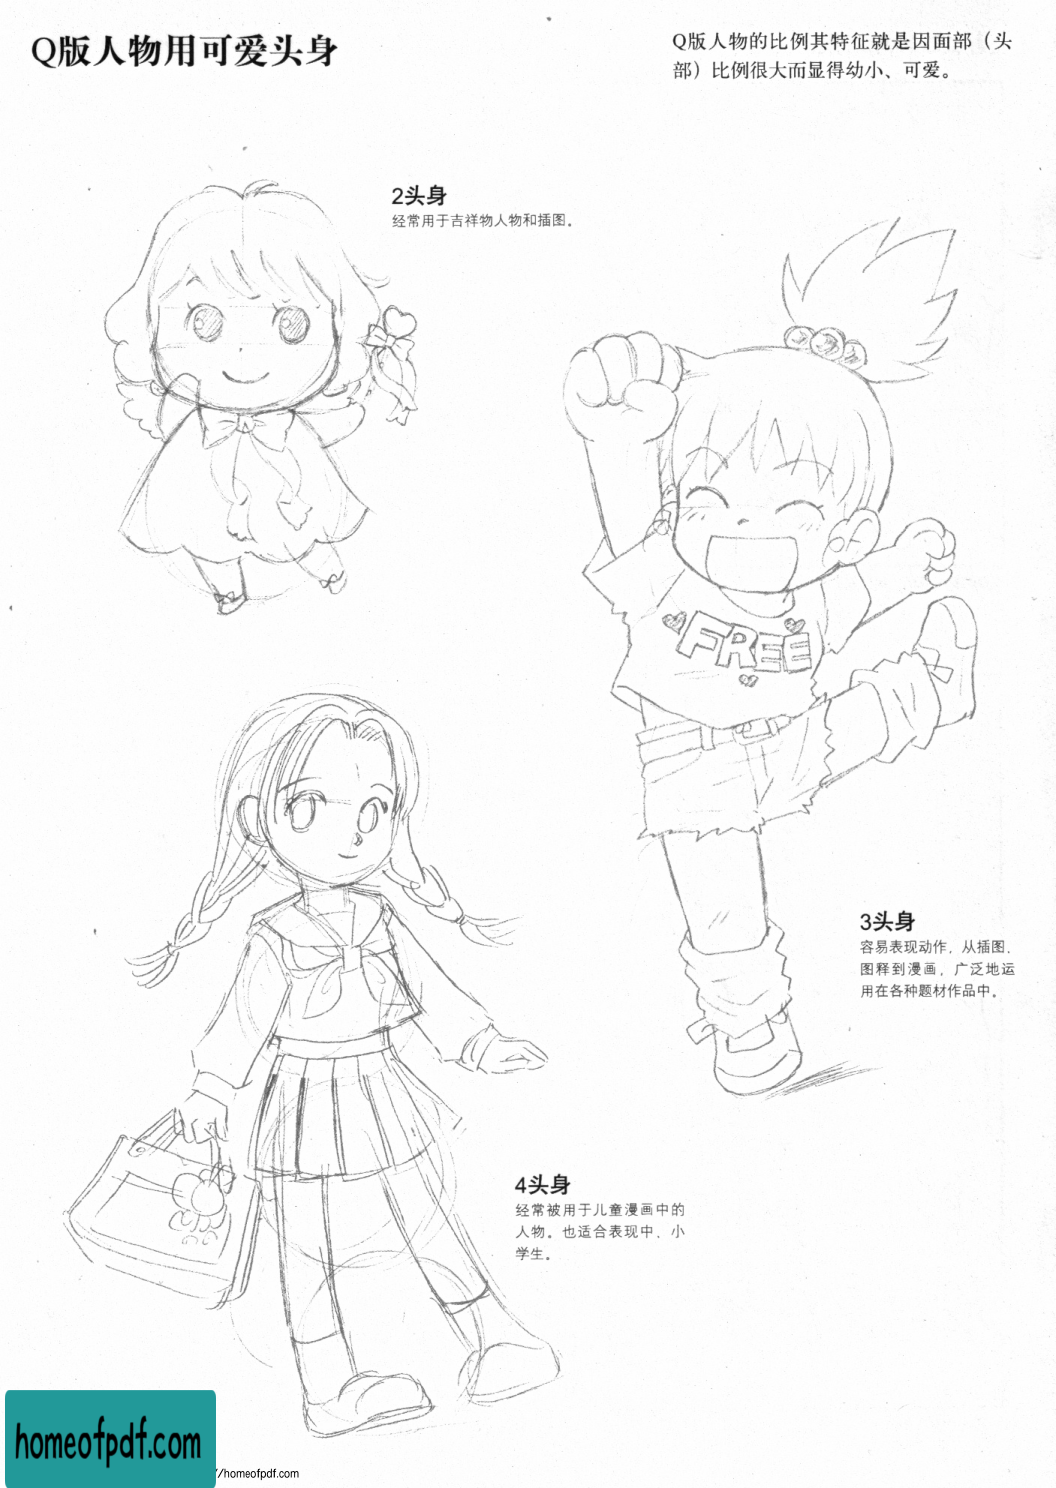 Q版人物用可爱头身
Q版人物的比例其特征就是因面部（头
部）比例很大而显得幼小、可爱。
2头身
经常用于吉祥物人物和插图。
FREE
3头身
容易表现动作，从插图、
图释到漫画，广泛地运
用在各种题材作品中。
4头身
经常被用于儿童漫画中的
人物。也适合表现中、小
学生。
homeofpdf.com
//homeofpdf.com